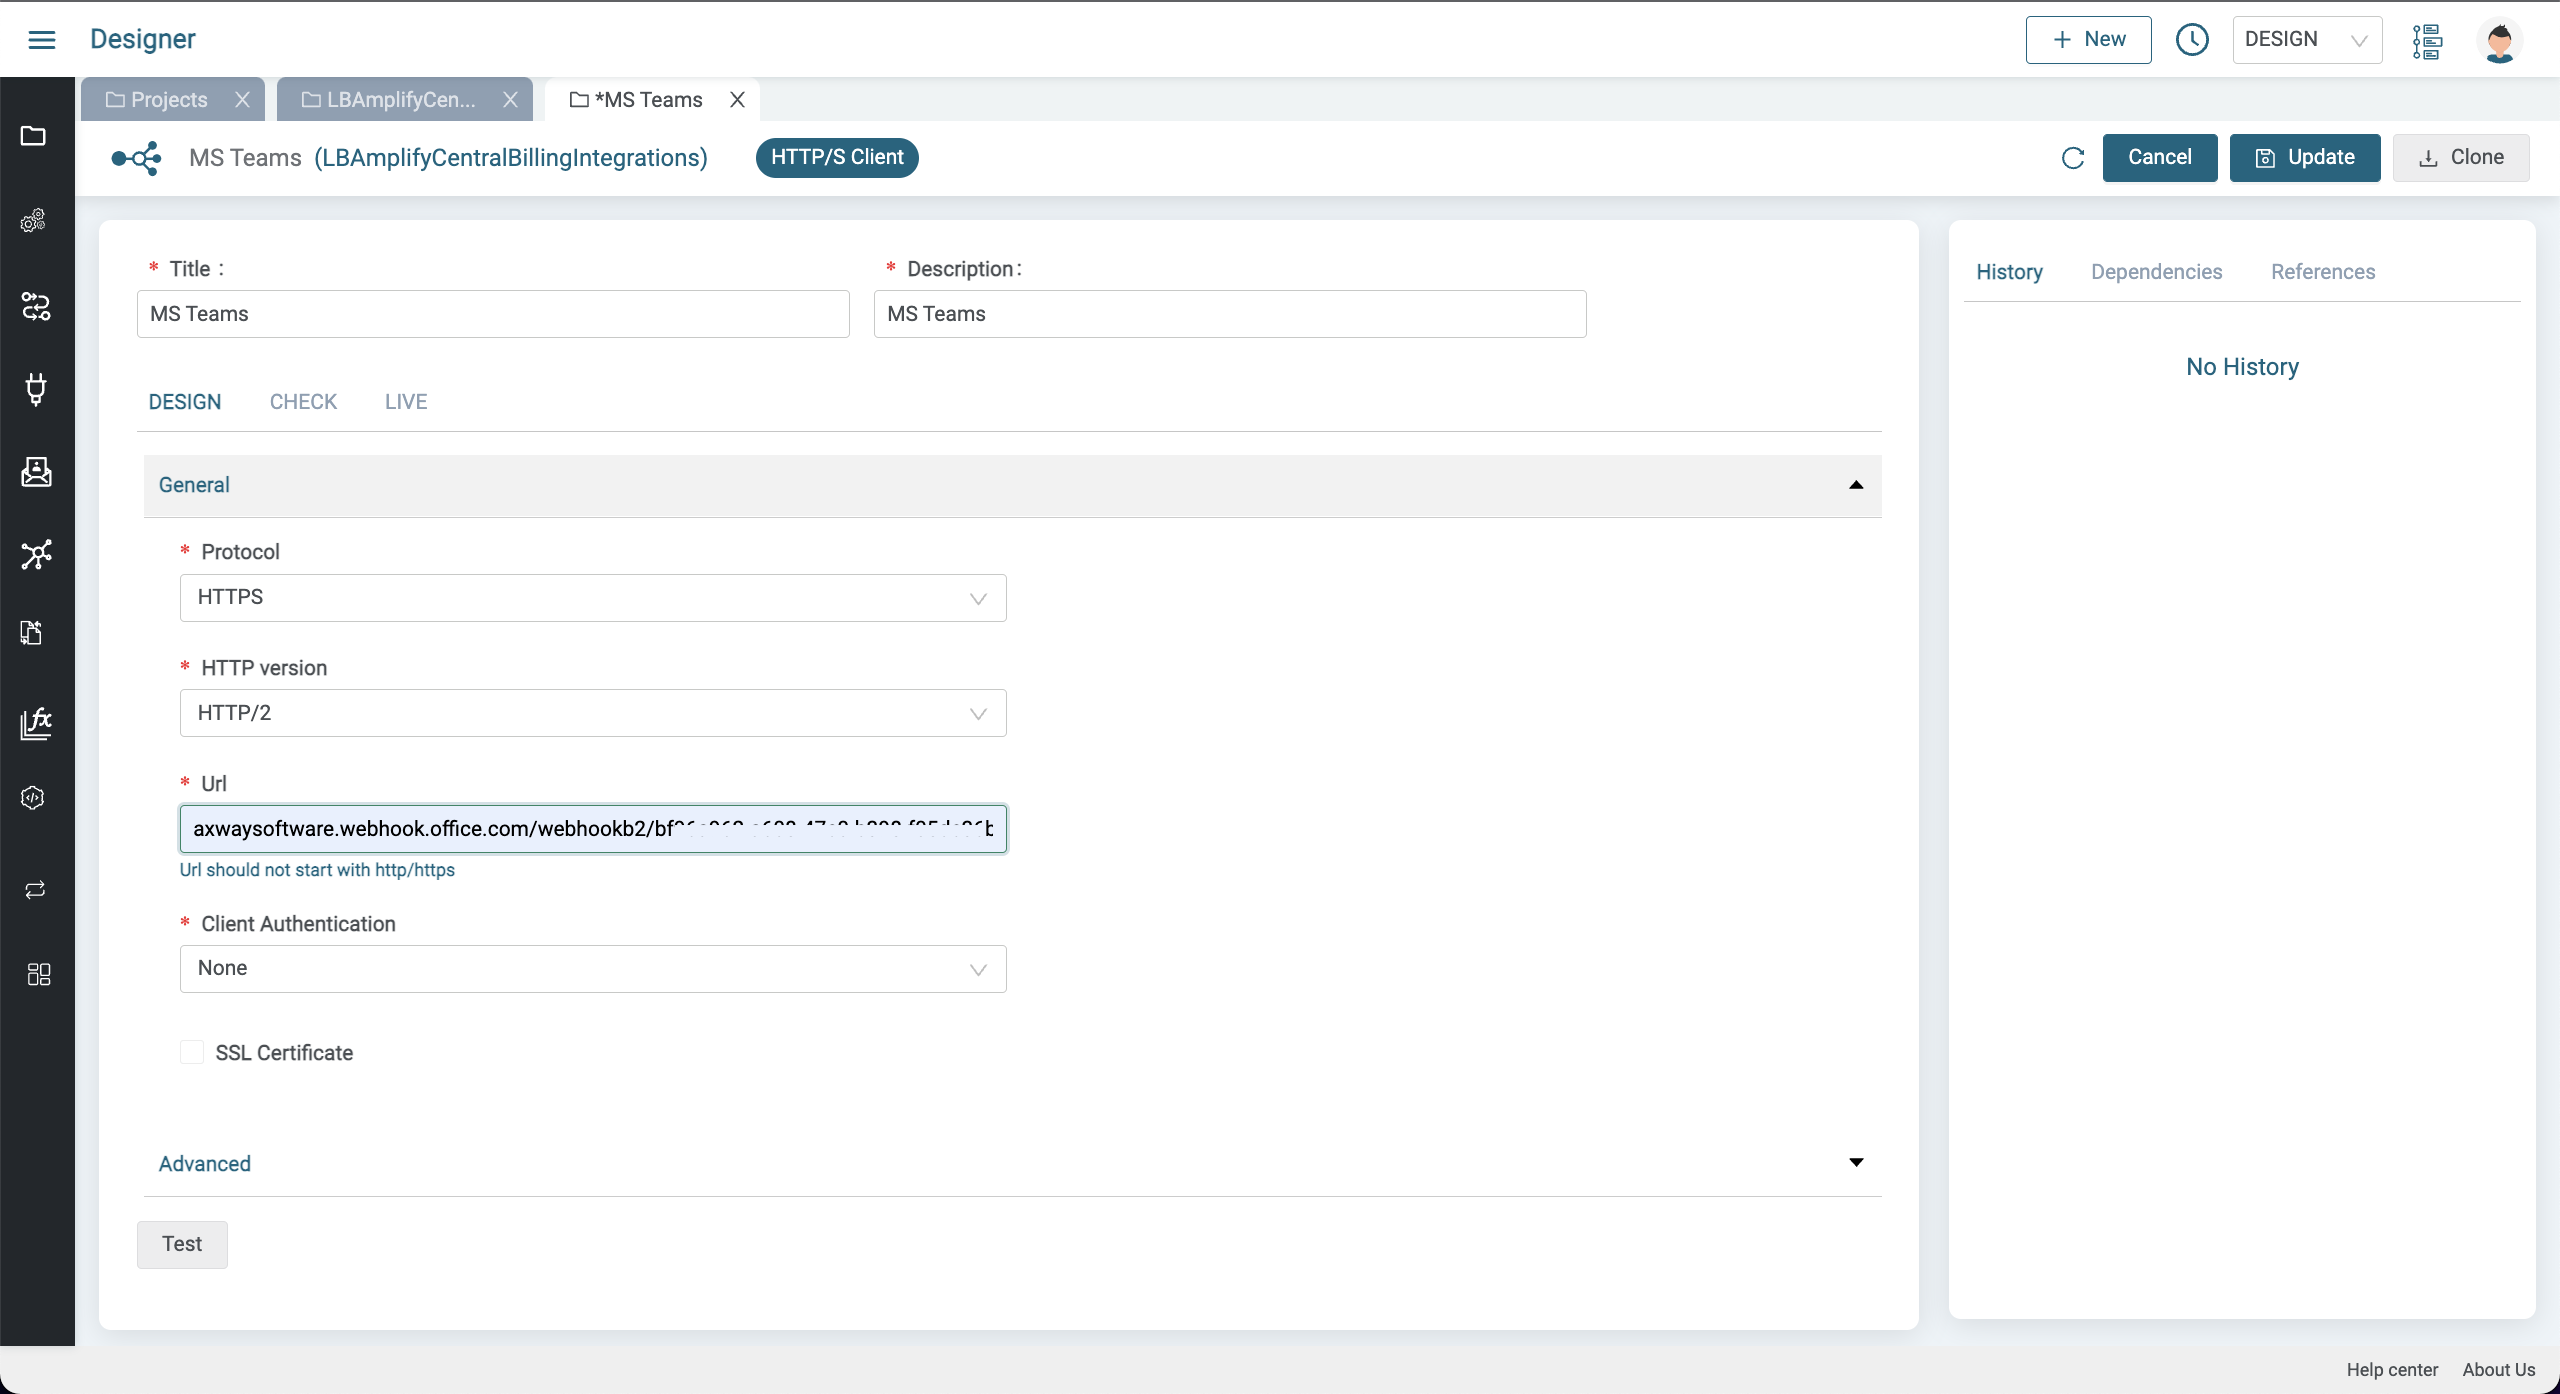 Designer
+ New
DESIGN
Projects
LBAmplifyCen...
*MS Teams
MS Teams (LBAmplifyCentralBillingIntegrations)
HTTP/S Client
Cancel
Update
Clone
* Title :
* Description :
MS Teams
MS Teams
DESIGN CHECK LIVE
General
* Protocol
HTTPS
* HTTP version
HTTP/2
* Url
axwaysoftware.webhook.office.com/webhookb2/bf
Url should not start with http/https
* Client Authentication
None
SSL Certificate
Advanced
Test
History Dependencies References
No History
Help center About Us